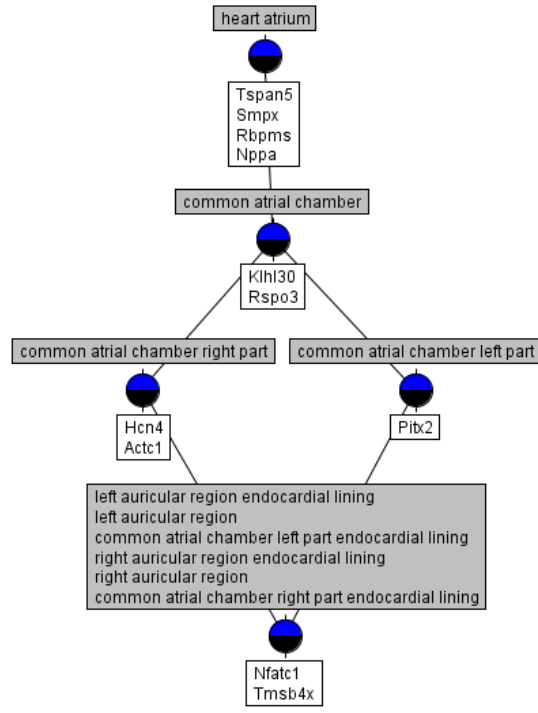 heart atrium
Tspan5
Smpx
Rbpms
Nppa
common atrial chamber
Klhl30
Rspo3
common atrial chamber right part
common atrial chamber left part
Hcn4
Actc1
Pitx2
left auricular region endocardial lining
left auricular region
common atrial chamber left part endocardial lining
right auricular region endocardial lining
right auricular region
common atrial chamber right part endocardial lining
Nfatc1
Tmsb4x